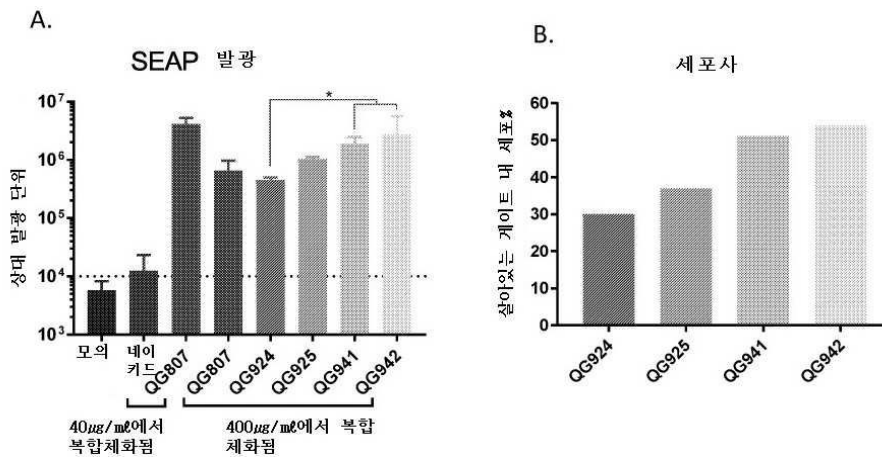 A.
SEAP 발광
*
10⁷
10⁶
10⁵
10⁴
10³
상대 발광 단위
모의
네이
키드
QG807
QG807
QG924
QG925
QG941
QG942
40㎍/㎖에서
복합체화됨
400㎍/㎖에서 복합
체화됨
B.
세포사
60
50
40
30
20
10
0
살아있는 게이트 내 세포%
QG924
QG925
QG941
QG942